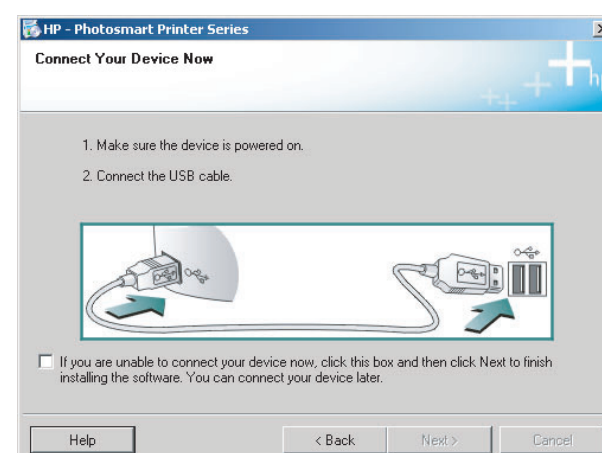 HP - Photosmart Printer Series
Connect Your Device Now
hp
1. Make sure the device is powered on.
2. Connect the USB cable.
If you are unable to connect your device now, click this box and then click Next to finish
installing the software. You can connect your device later.
Help
< Back
Next >
Cancel